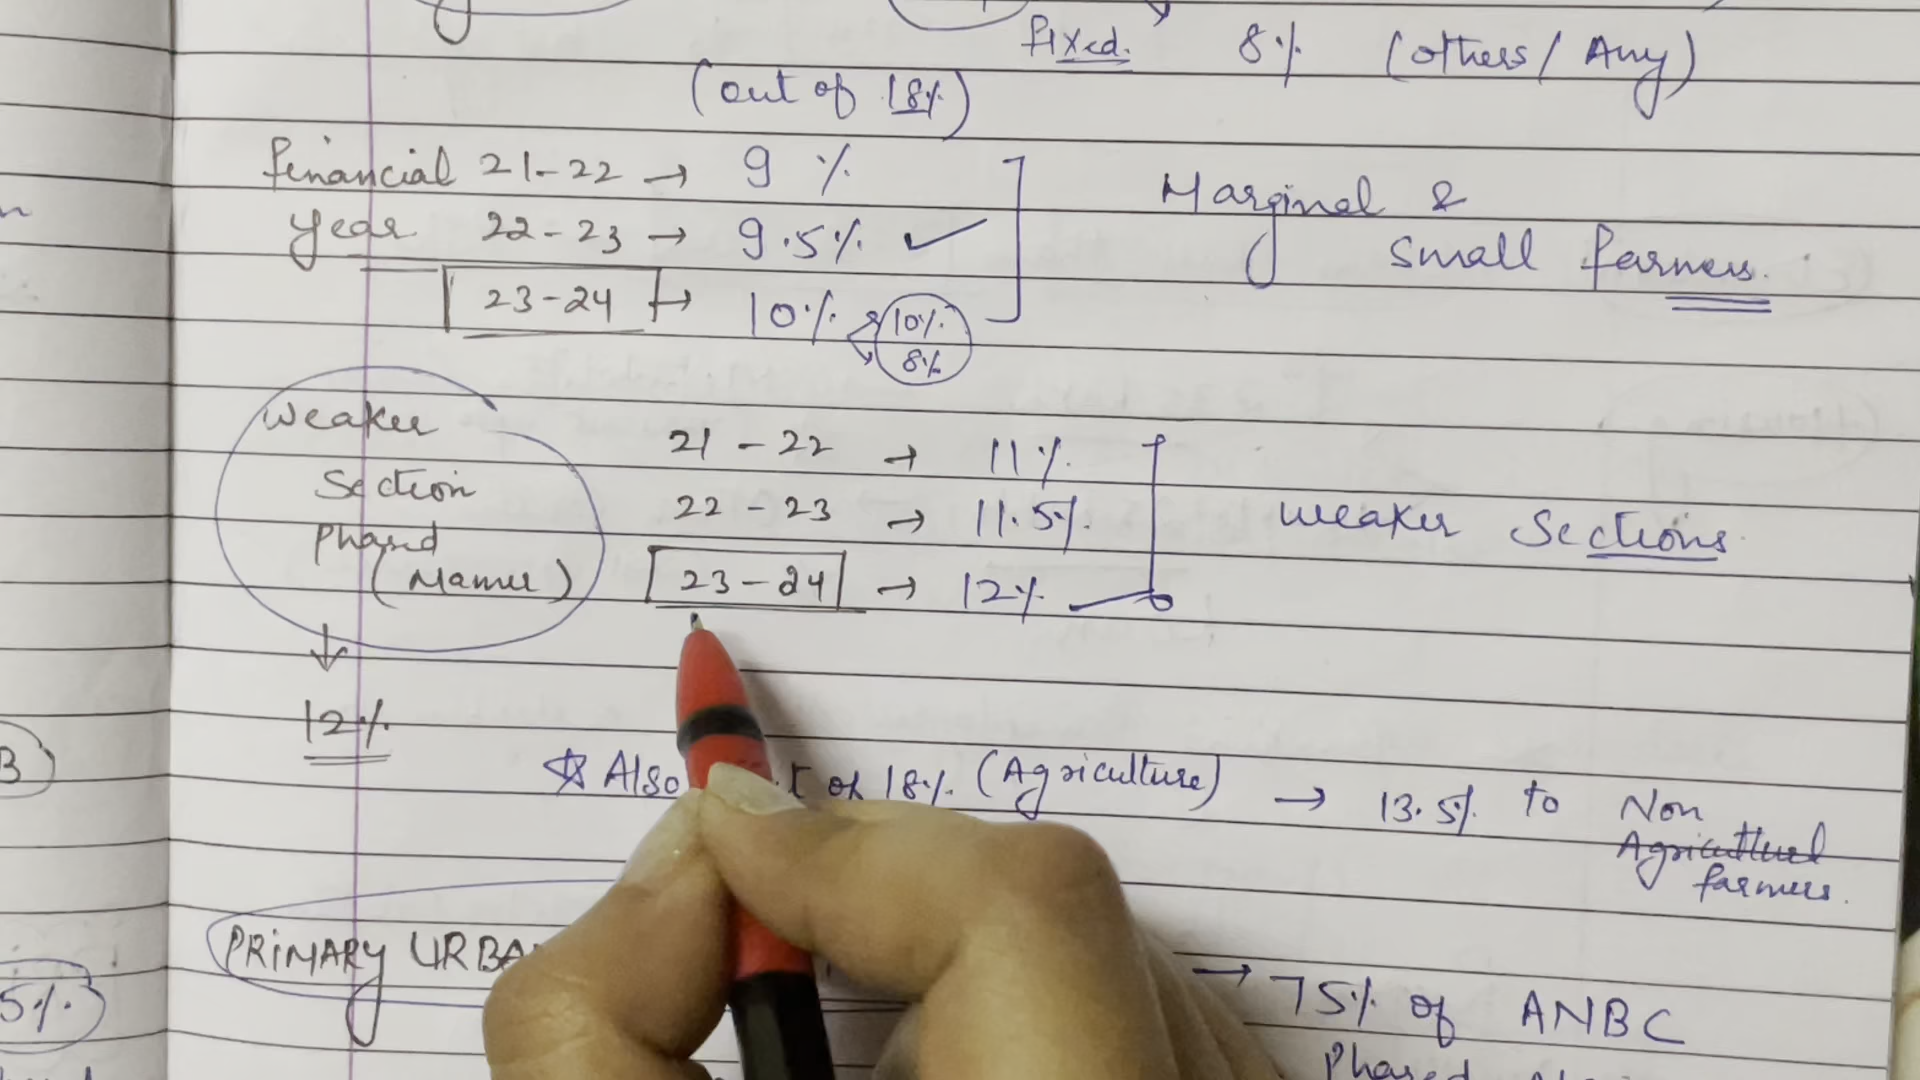 fixed. 8% (others / Any)
(out of 18%)
financial 21-22 → 9 %
year 22-23 → 9.5% ✓
23-24 → 10% 10%
8%
Marginal &
small farmers.
Weaker
Section
Phased
(Manner)
↓
12%
21 - 22 → 11%
22 - 23 → 11.5%
23 - 24 → 12%
weaker Sections
☆ Also of 18% (Agriculture) → 13.5% to Non
Agricultural
farmers.
PRIMARY URBA
→ 75% of ANBC
Phased
5%
B